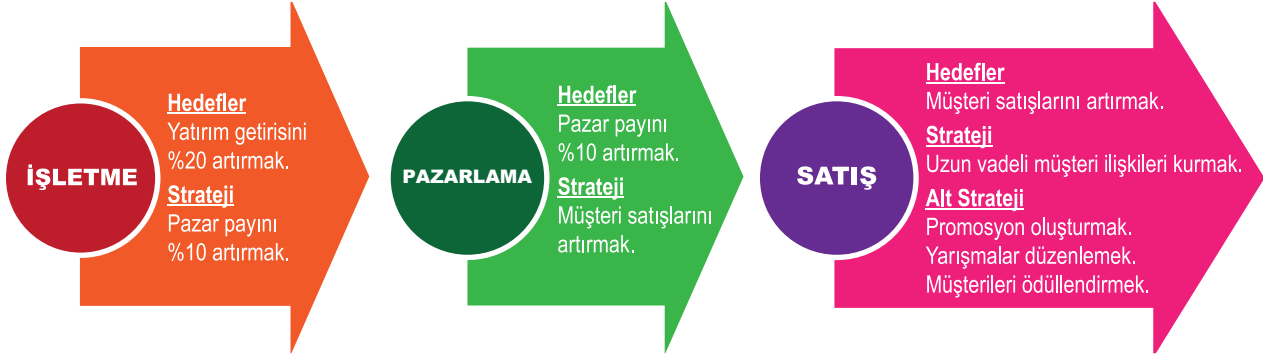 İŞLETME
Hedefler
Yatırım getirisini
%20 artırmak.
Strateji
Pazar payını
%10 artırmak.
PAZARLAMA
Hedefler
Pazar payını
%10 artırmak.
Strateji
Müşteri satışlarını
artırmak.
SATIŞ
Hedefler
Müşteri satışlarını artırmak.
Strateji
Uzun vadeli müşteri ilişkileri kurmak.
Alt Strateji
Promosyon oluşturmak.
Yarışmalar düzenlemek.
Müşterileri ödüllendirmek.